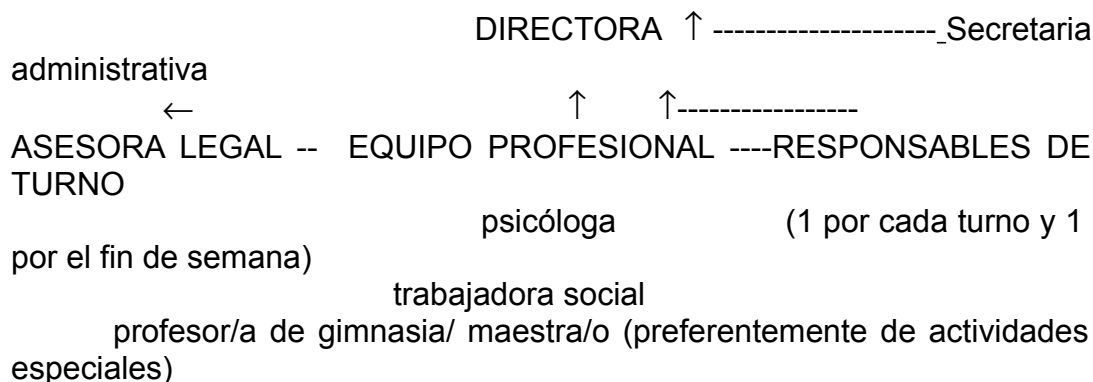 DIRECTORA ↑ ---------------------_Secretaria
administrativa
← ↑ ↑-----------------
ASESORA LEGAL -- EQUIPO PROFESIONAL ----RESPONSABLES DE
TURNO
psicóloga (1 por cada turno y 1
por el fin de semana)
trabajadora social
profesor/a de gimnasia/ maestra/o (preferentemente de actividades
especiales)